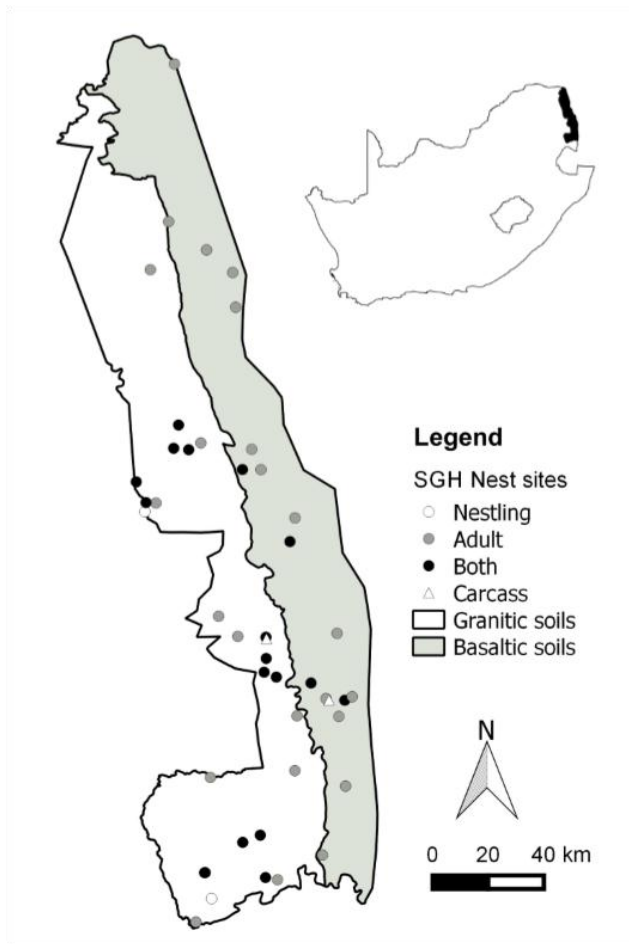 Legend
SGH Nest sites
Nestling
Adult
Both
Carcass
Granitic soils
Basaltic soils
N
0 20 40 km